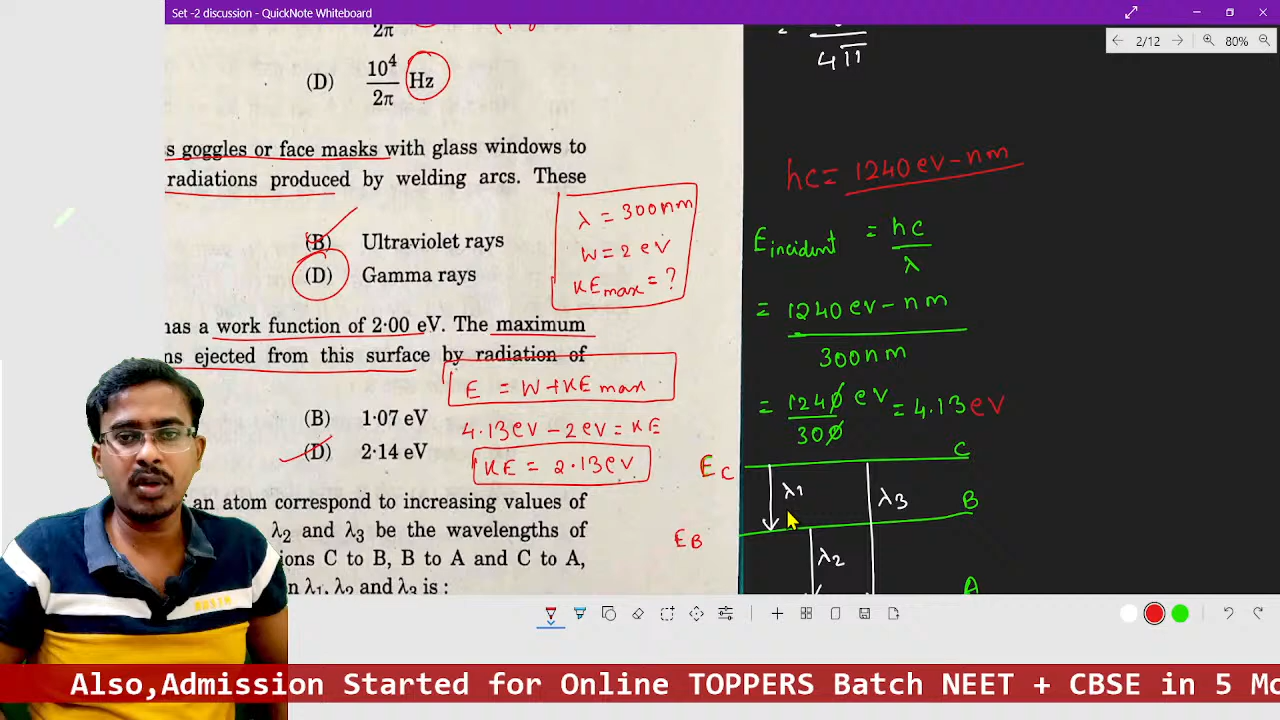 Set -2 discussion - QuickNote Whiteboard
2/12
80%
2π
4π
(D) 10⁴ Hz
2π
s goggles or face masks with glass windows to
radiations produced by welding arcs. These
(B) Ultraviolet rays
(D) Gamma rays
λ = 300nm
W = 2 eV
KEmax = ?
has a work function of 2·00 eV. The maximum
ns ejected from this surface by radiation of
E = W+KEmax
(B) 1·07 eV
(D) 2·14 eV
4.13eV – 2eV = KE
KE = 2.13eV
f an atom correspond to increasing values of
λ₂ and λ₃ be the wavelengths of
ions C to B, B to A and C to A,
n λ₁, λ₂ and λ₃ is :
hc = 1240 eV-nm
Eincident = hc
λ
= 1240 eV - nm
300nm
= 1240 eV = 4.13 eV
300
EC
C
λ1
λ3
B
EB
λ2
A
BOSTN
Also,Admission Started for Online TOPPERS Batch NEET + CBSE in 5 Mo